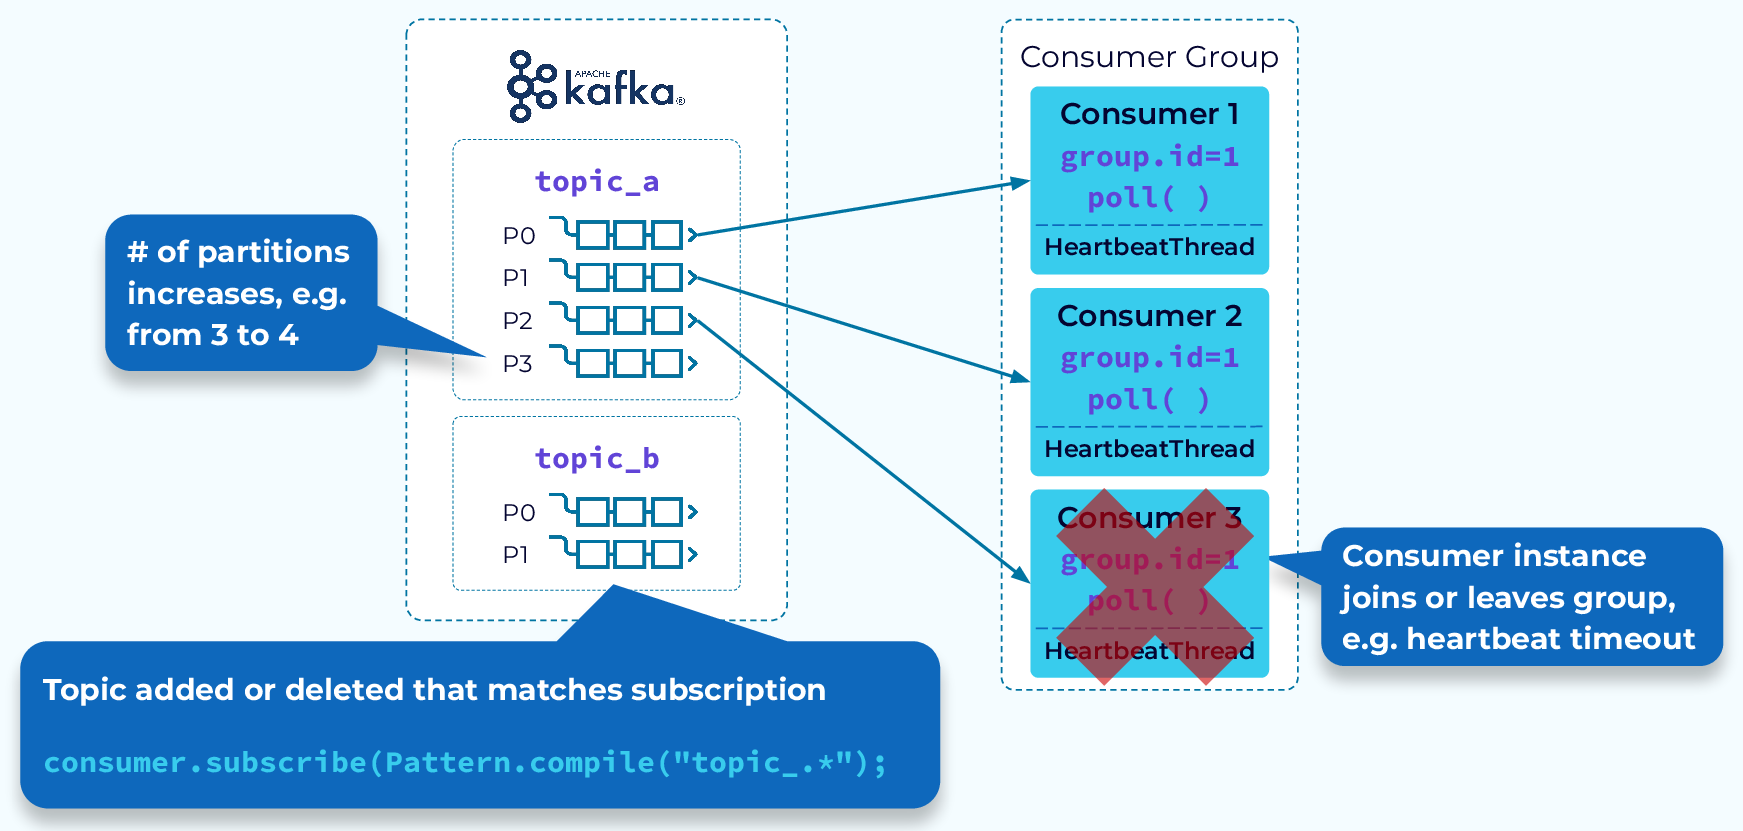 APACHE
kafka®
topic_a
P0
P1
P2
P3
topic_b
P0
P1
# of partitions
increases, e.g.
from 3 to 4
Topic added or deleted that matches subscription
consumer.subscribe(Pattern.compile("topic_.*");
Consumer Group
Consumer 1
group.id=1
poll( )
HeartbeatThread
Consumer 2
group.id=1
poll( )
HeartbeatThread
Consumer 3
group.id=1
poll( )
HeartbeatThread
Consumer instance
joins or leaves group,
e.g. heartbeat timeout